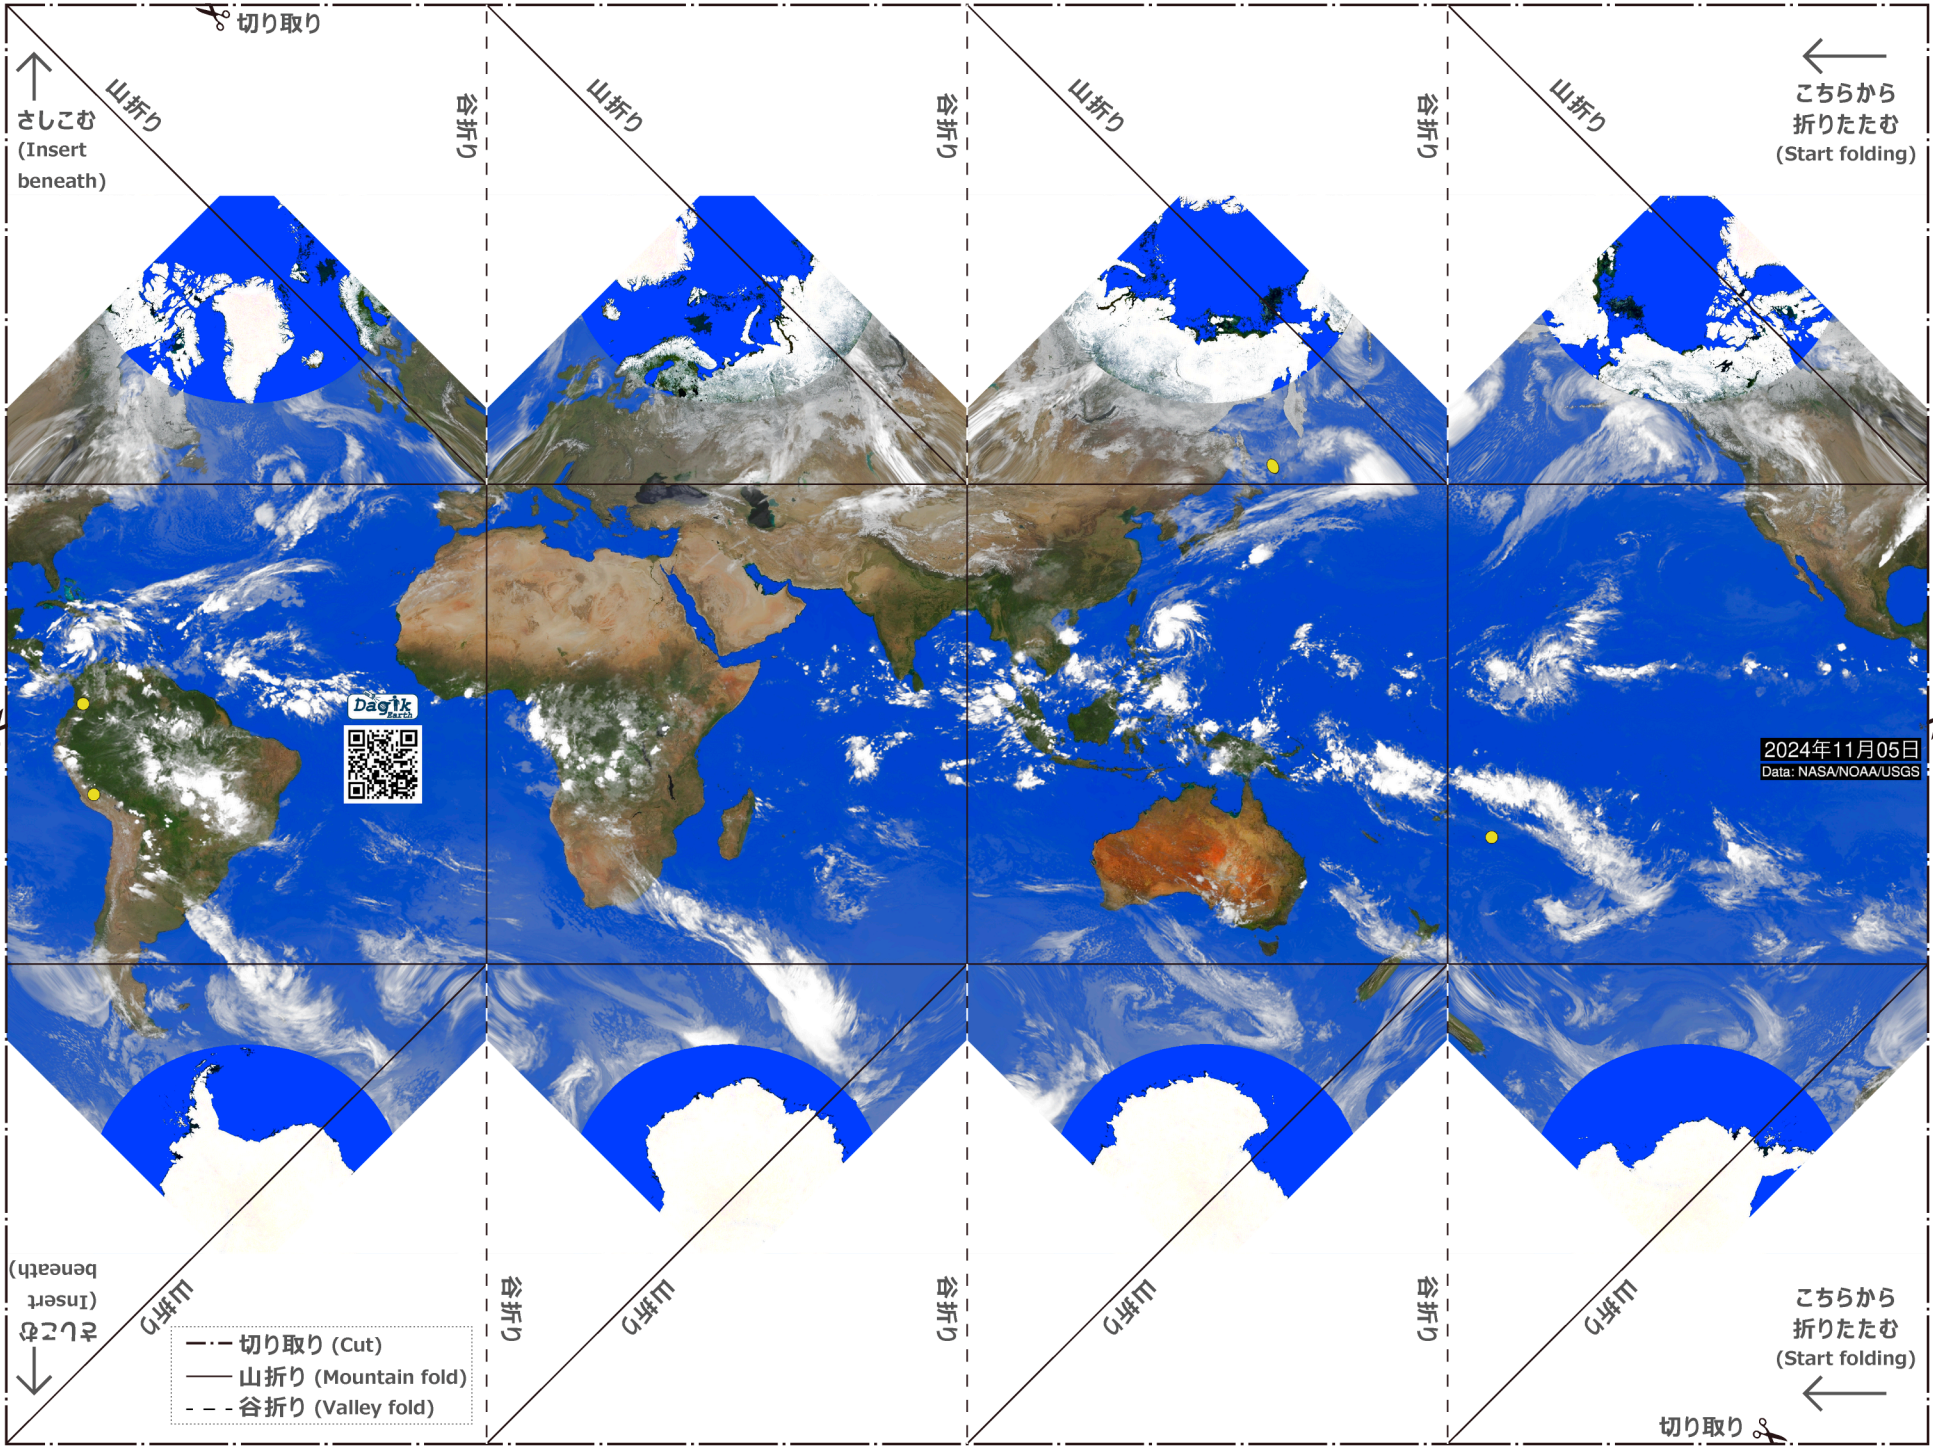 切り取り
山折り
谷折り
山折り
谷折り
山折り
谷折り
山折り
さしこむ
(Insert
beneath)
こちらから
折りたたむ
(Start folding)
Dagik
Earth
2024年11月05日
Data: NASA/NOAA/USGS
さしこむ
(Insert
beneath)
山折り
谷折り
山折り
谷折り
山折り
谷折り
山折り
こちらから
折りたたむ
(Start folding)
切り取り (Cut)
山折り (Mountain fold)
谷折り (Valley fold)
切り取り